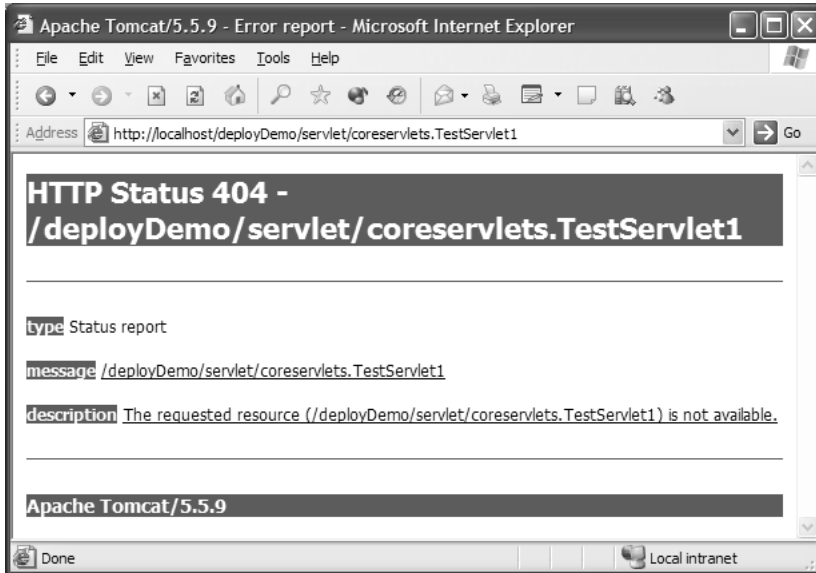 Apache Tomcat/5.5.9 - Error report - Microsoft Internet Explorer
File Edit View Favorites Tools Help
Address http://localhost/deployDemo/servlet/coreservlets.TestServlet1 Go
HTTP Status 404 -
/deployDemo/servlet/coreservlets.TestServlet1
type Status report
message /deployDemo/servlet/coreservlets.TestServlet1
description The requested resource (/deployDemo/servlet/coreservlets.TestServlet1) is not available.
Apache Tomcat/5.5.9
Done Local intranet